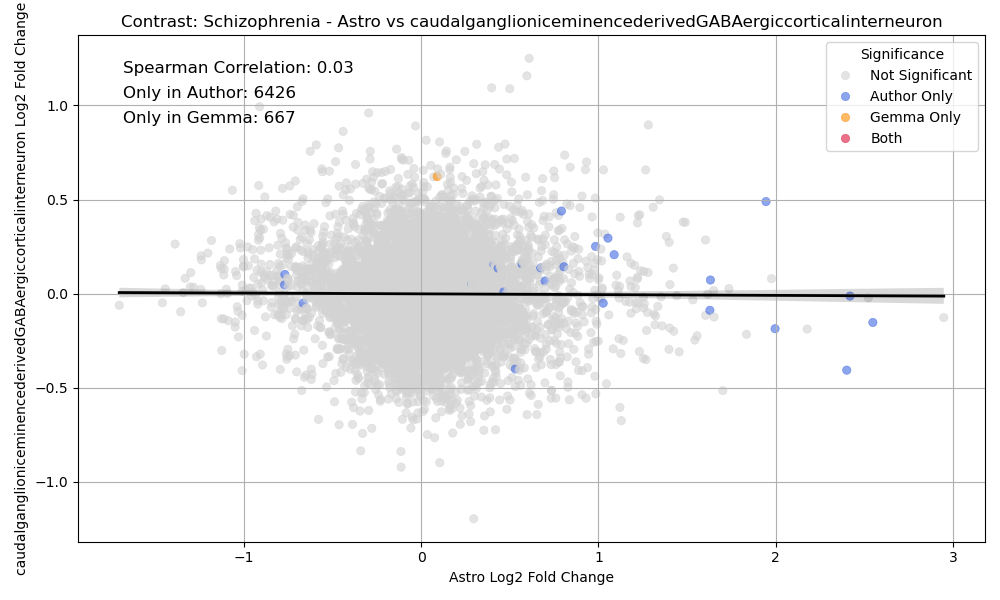 Contrast: Schizophrenia - Astro vs caudalganglioniceminencederivedGABAergiccorticalinterneuron
caudalganglioniceminencederivedGABAergiccorticalinterneuron Log2 Fold Change
Spearman Correlation: 0.03
Only in Author: 6426
Only in Gemma: 667
Significance
Not Significant
Author Only
Gemma Only
Both
1.0
0.5
0.0
−0.5
−1.0
−1
0
1
2
3
Astro Log2 Fold Change